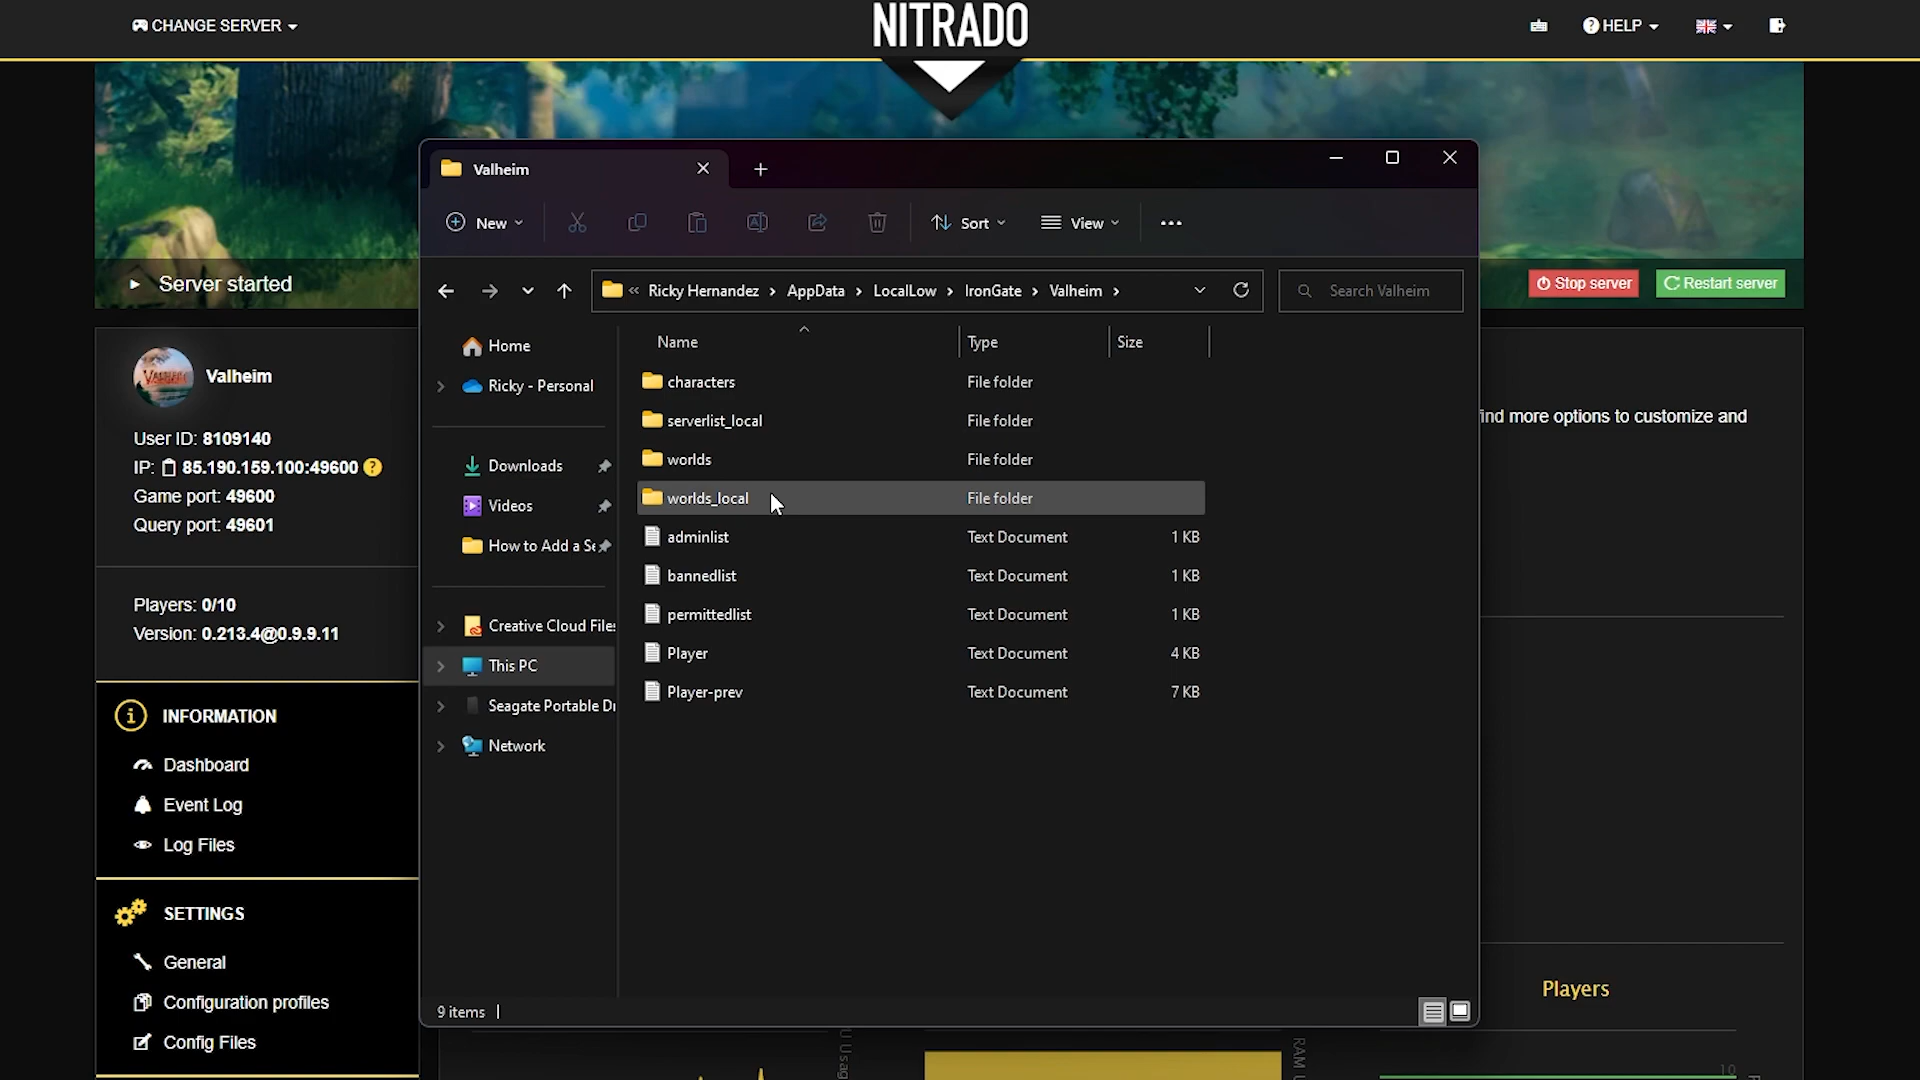 CHANGE SERVER
NITRADO
HELP
Valheim
New
Sort
View
Server started
Stop server
Restart server
« Ricky Hernandez > AppData > LocalLow > IronGate > Valheim >
Search Valheim
Home
Ricky - Personal
Downloads
Videos
How to Add a Se
Creative Cloud Files
This PC
Seagate Portable Dr
Network
Name Type Size
characters File folder
serverlist_local File folder
worlds File folder
worlds_local File folder
adminlist Text Document 1 KB
bannedlist Text Document 1 KB
permittedlist Text Document 1 KB
Player Text Document 4 KB
Player-prev Text Document 7 KB
9 items
Valheim
User ID: 8109140
IP: 85.190.159.100:49600 ?
Game port: 49600
Query port: 49601
Players: 0/10
Version: 0.213.4@0.9.9.11
INFORMATION
Dashboard
Event Log
Log Files
SETTINGS
General
Configuration profiles
Config Files
find more options to customize and
Players
U Usag
RAM U
10